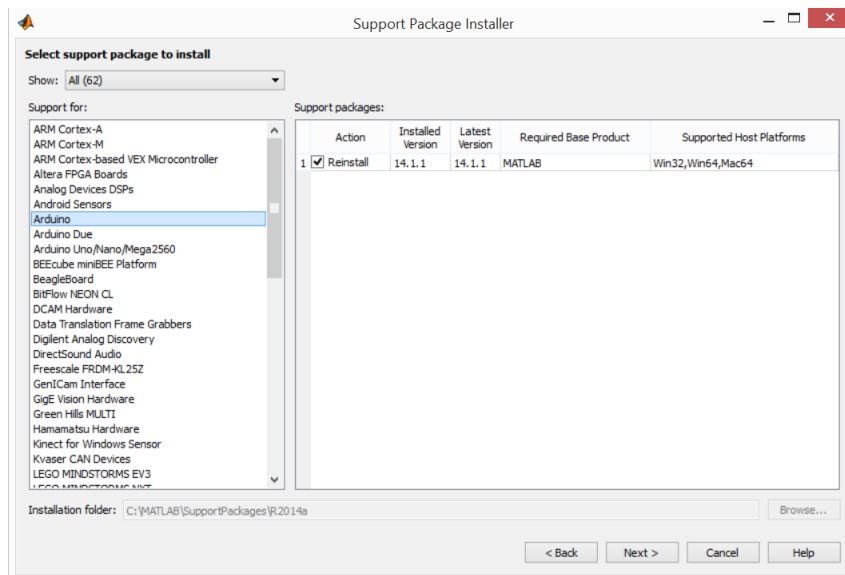 Support Package Installer
Select support package to install
Show: All (62)
Support for:
ARM Cortex-A
ARM Cortex-M
ARM Cortex-based VEX Microcontroller
Altera FPGA Boards
Analog Devices DSPs
Android Sensors
Arduino
Arduino Due
Arduino Uno/Nano/Mega2560
BEEcube miniBEE Platform
BeagleBoard
BitFlow NEON CL
DCAM Hardware
Data Translation Frame Grabbers
Digilent Analog Discovery
DirectSound Audio
Freescale FRDM-KL25Z
GenICam Interface
GigE Vision Hardware
Green Hills MULTI
Hamamatsu Hardware
Kinect for Windows Sensor
Kvaser CAN Devices
LEGO MINDSTORMS EV3
LEGO MINDSTORMS NXT
Support packages:
Action Installed Version Latest Version Required Base Product Supported Host Platforms
1 Reinstall 14.1.1 14.1.1 MATLAB Win32,Win64,Mac64
Installation folder: C:\MATLAB\SupportPackages\R2014a Browse...
< Back Next > Cancel Help